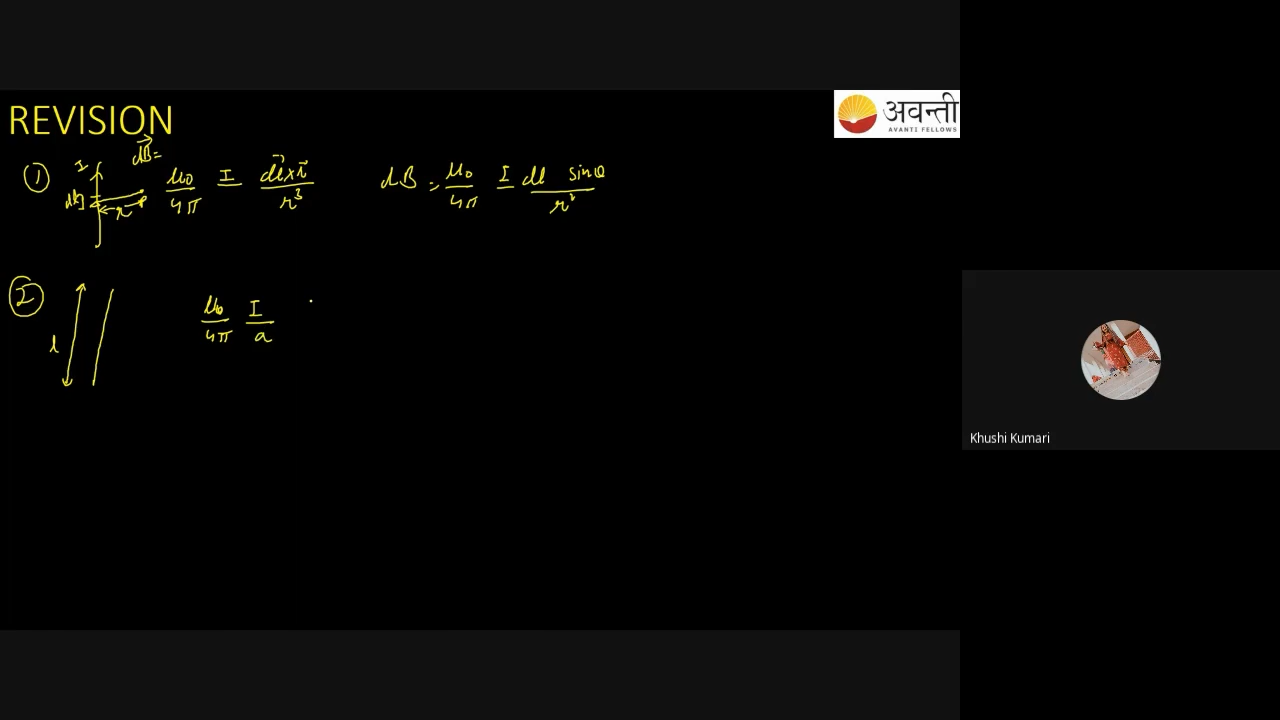 REVISION
अवन्ती
AVANTI FELLOWS
① I dl r dB⃗ = μ₀/4π I dl⃗×r⃗/r³ dB = μ₀/4π I dl sinθ/r²
② l μ₀/4π I/a
Khushi Kumari